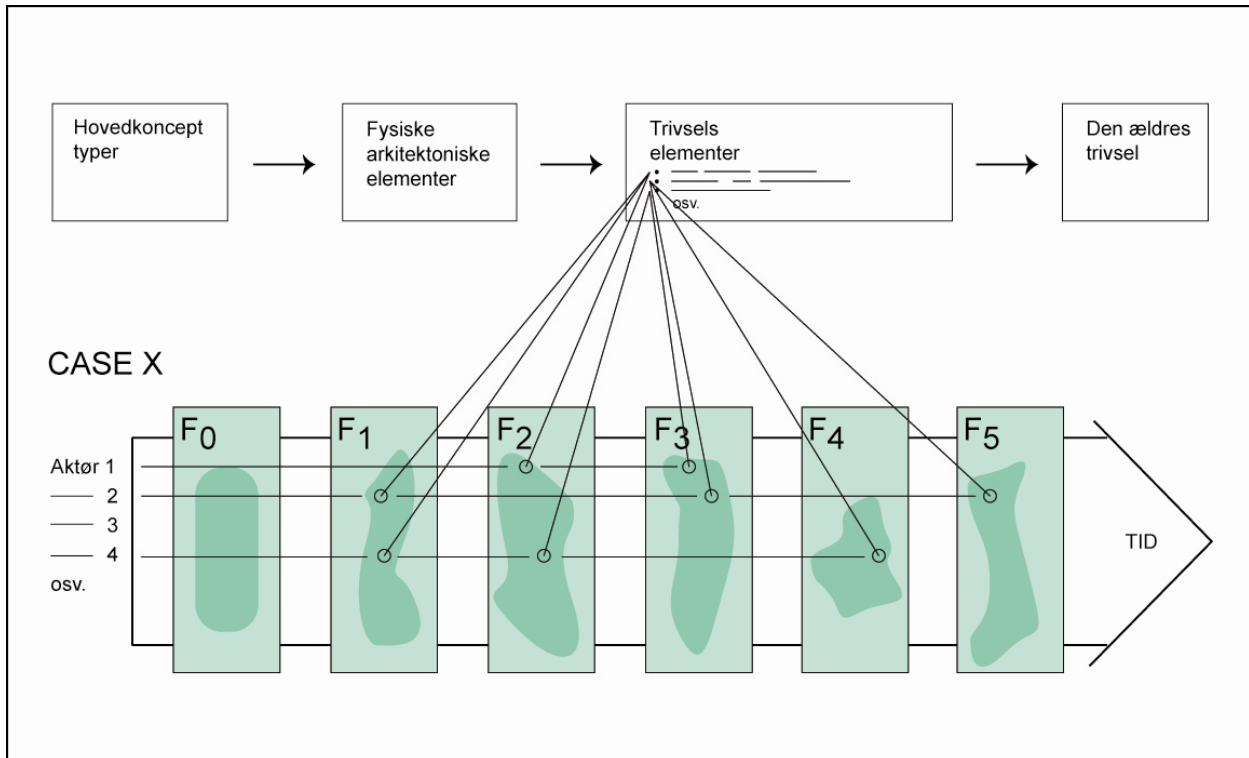 Hovedkoncept
typer
Fysiske
arkitektoniske
elementer
Trivsels
elementer
osv.
Den ældres
trivsel
CASE X
F0
F1
F2
F3
F4
F5
Aktør 1
2
3
4
osv.
TID